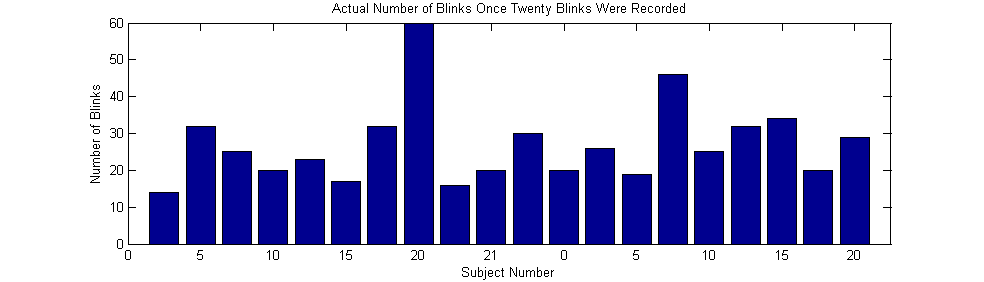 Actual Number of Blinks Once Twenty Blinks Were Recorded
60
50
40
30
20
10
0
Number of Blinks
0 5 10 15 20 21 0 5 10 15 20
Subject Number